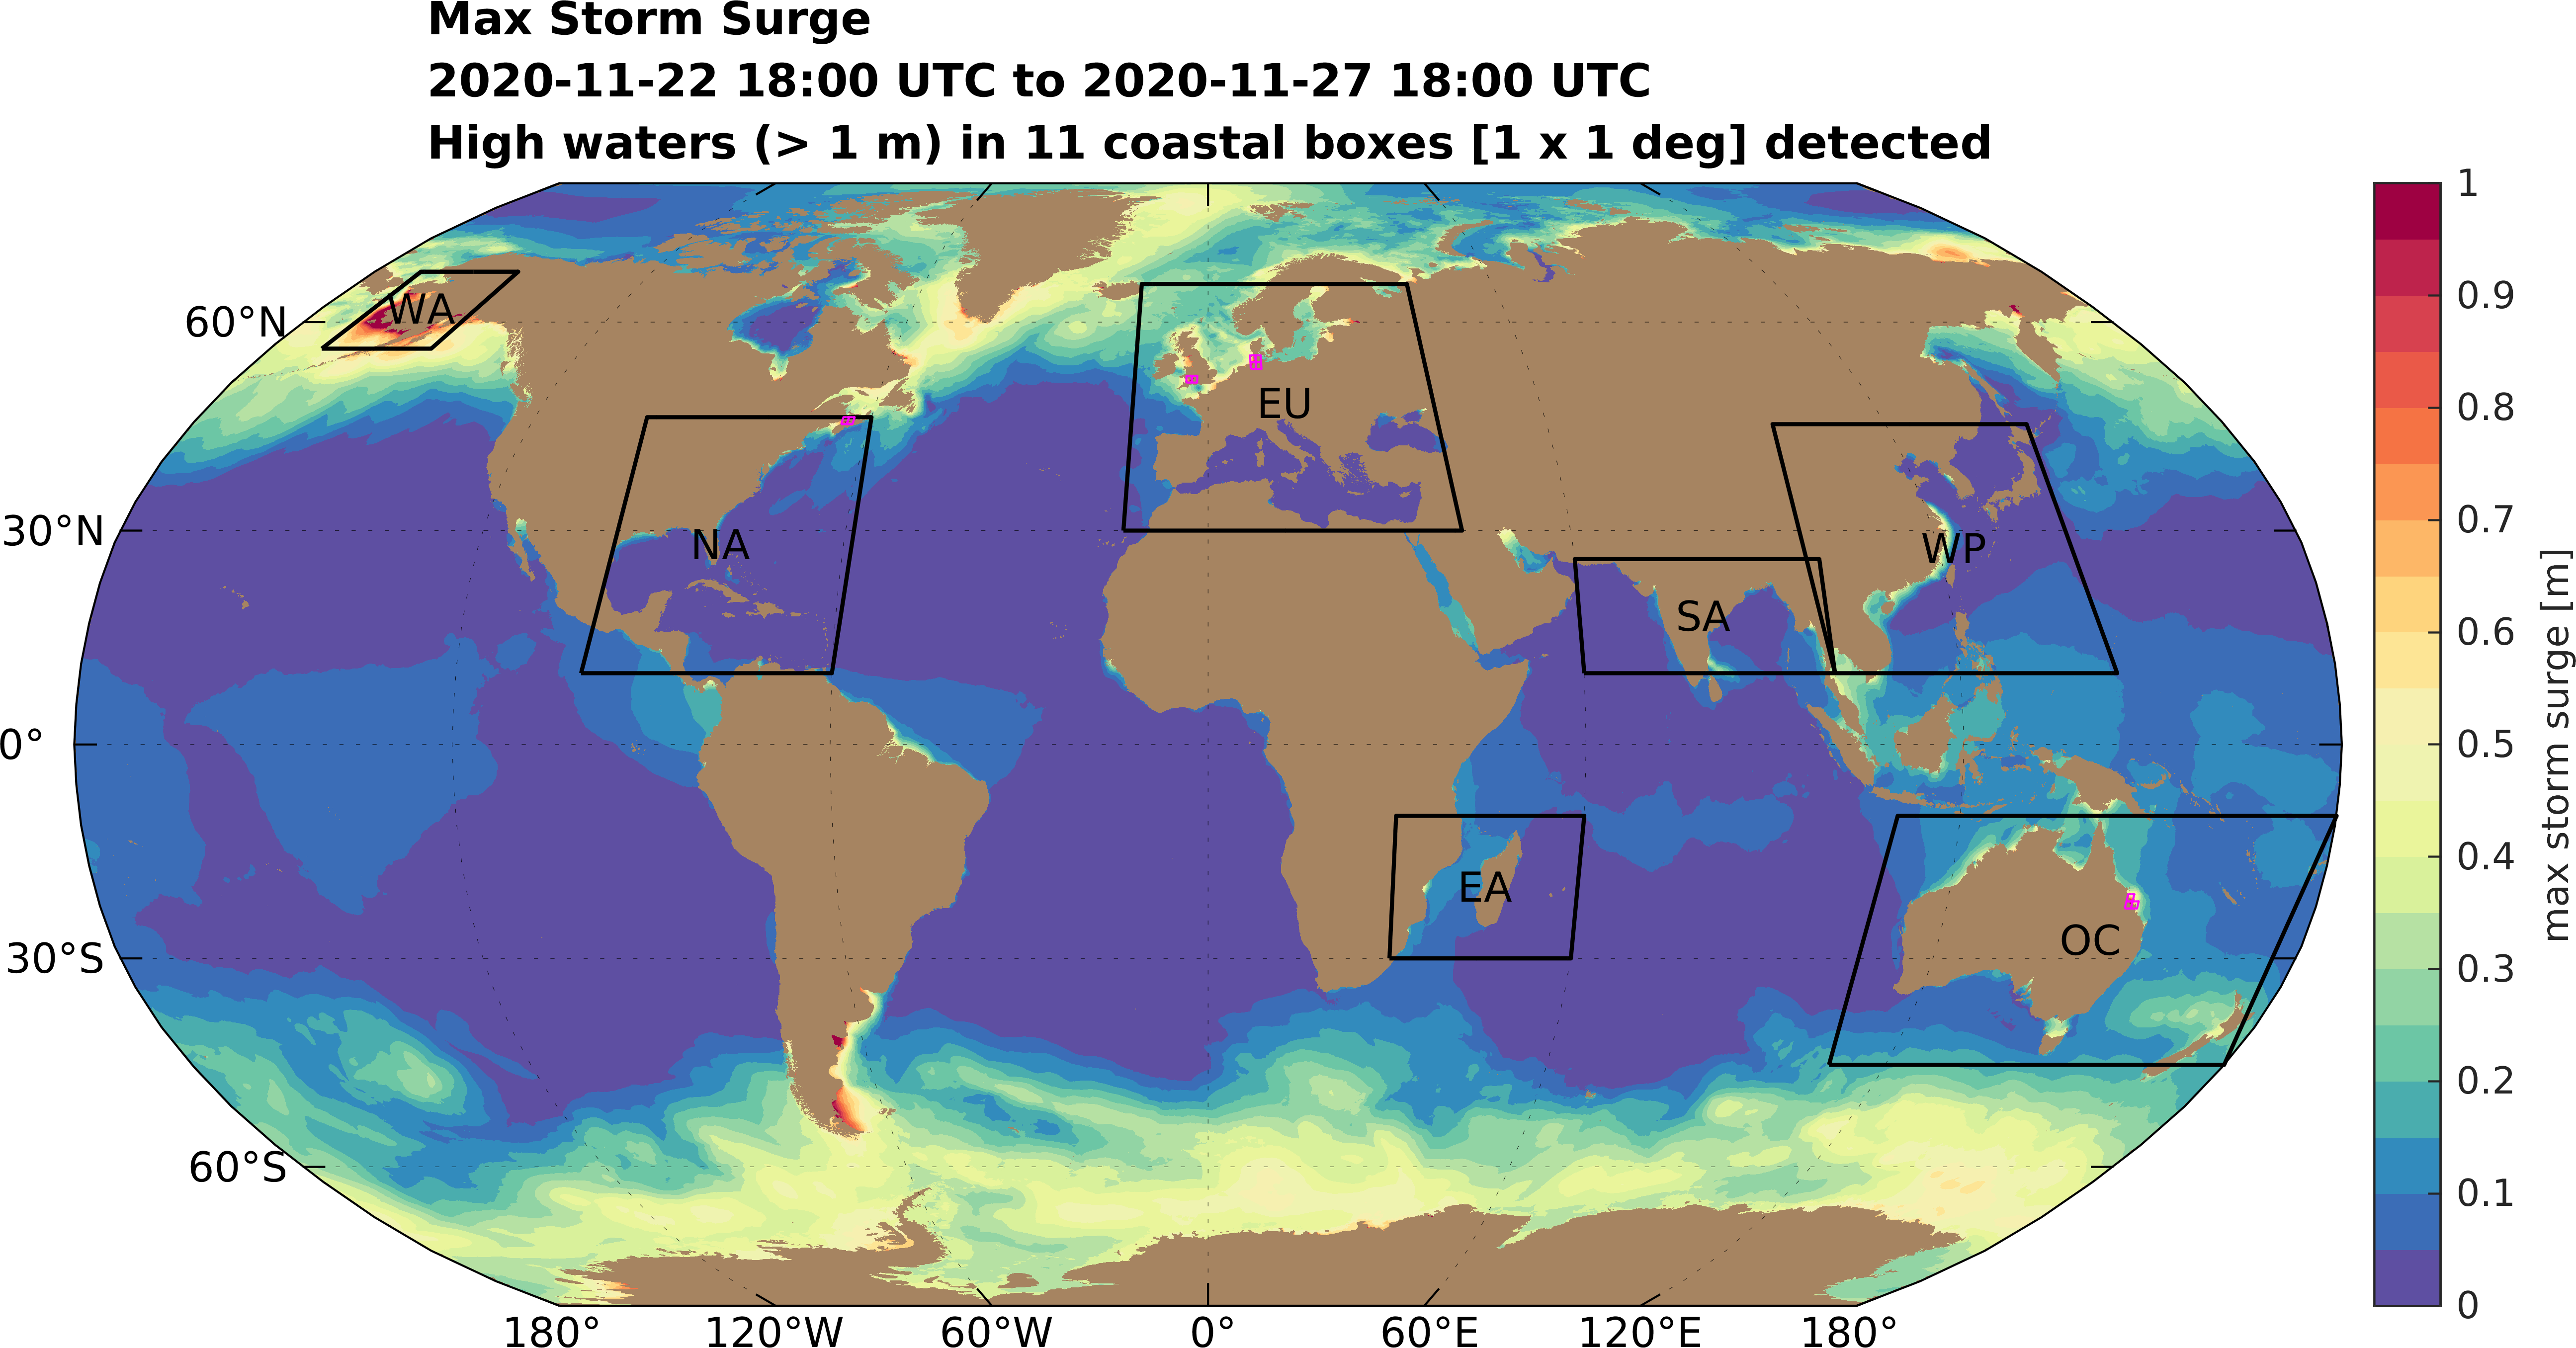 Max Storm Surge
2020-11-22 18:00 UTC to 2020-11-27 18:00 UTC
High waters (> 1 m) in 11 coastal boxes [1 x 1 deg] detected
60°N
30°N
0°
30°S
60°S
WA
NA
EU
SA
WP
EA
OC
180°
120°W
60°W
0°
60°E
120°E
180°
1
0.9
0.8
0.7
0.6
0.5
0.4
0.3
0.2
0.1
0
max storm surge [m]